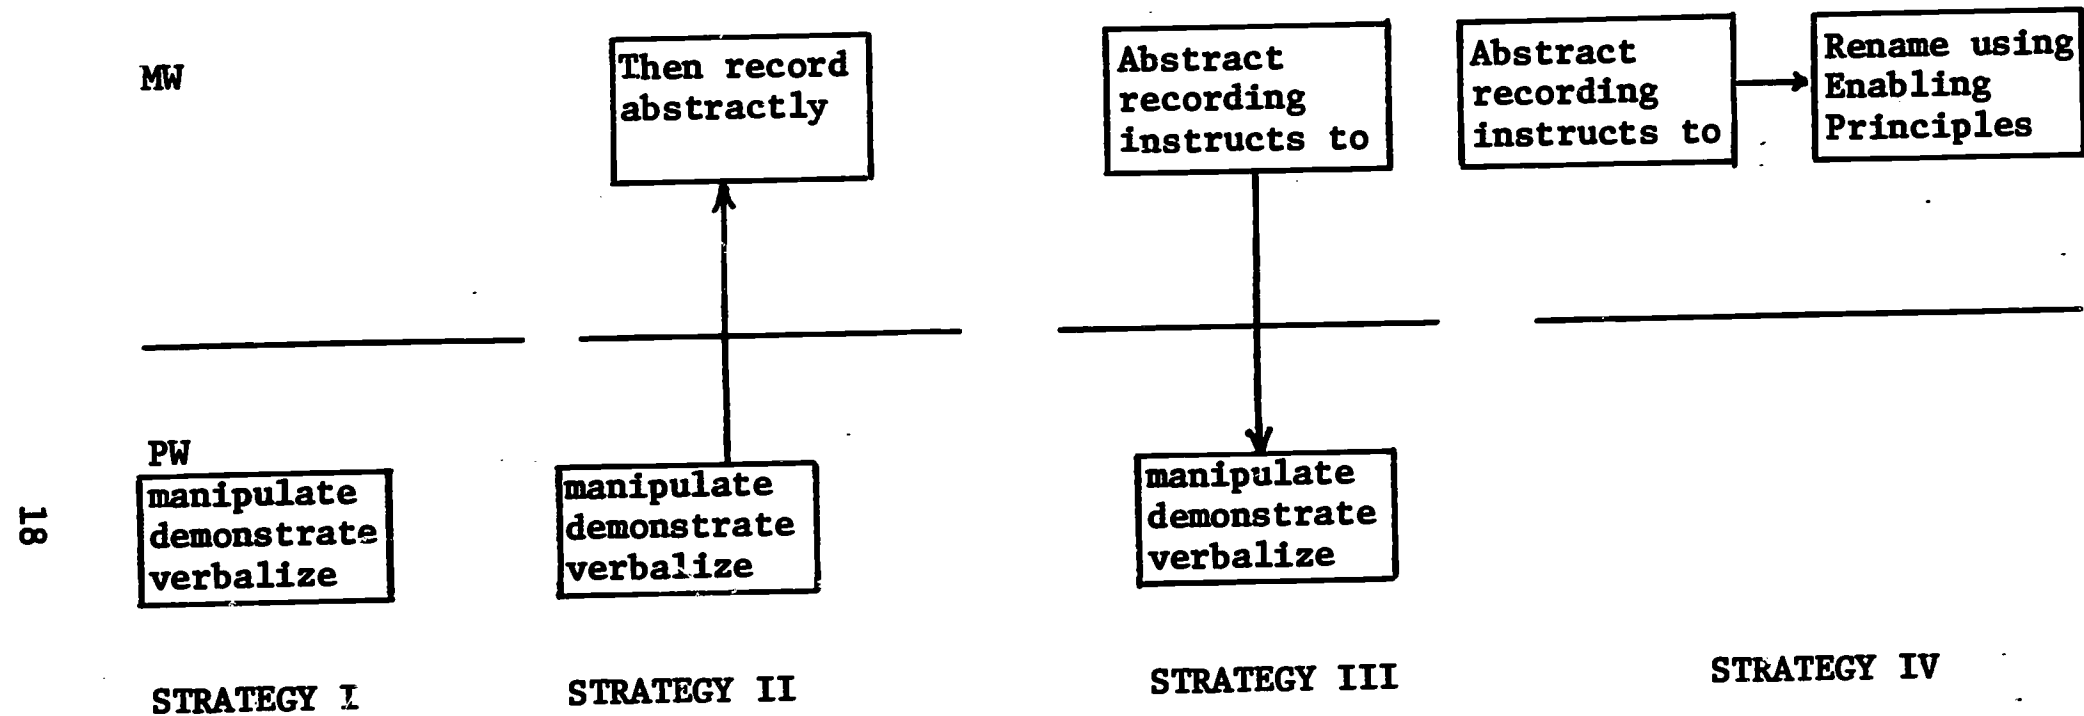 MW
Then record
abstractly
Abstract
recording
instructs to
Abstract
recording
instructs to
Rename using
Enabling
Principles
PW
manipulate
demonstrate
verbalize
manipulate
demonstrate
verbalize
manipulate
demonstrate
verbalize
18
STRATEGY I
STRATEGY II
STRATEGY III
STRATEGY IV